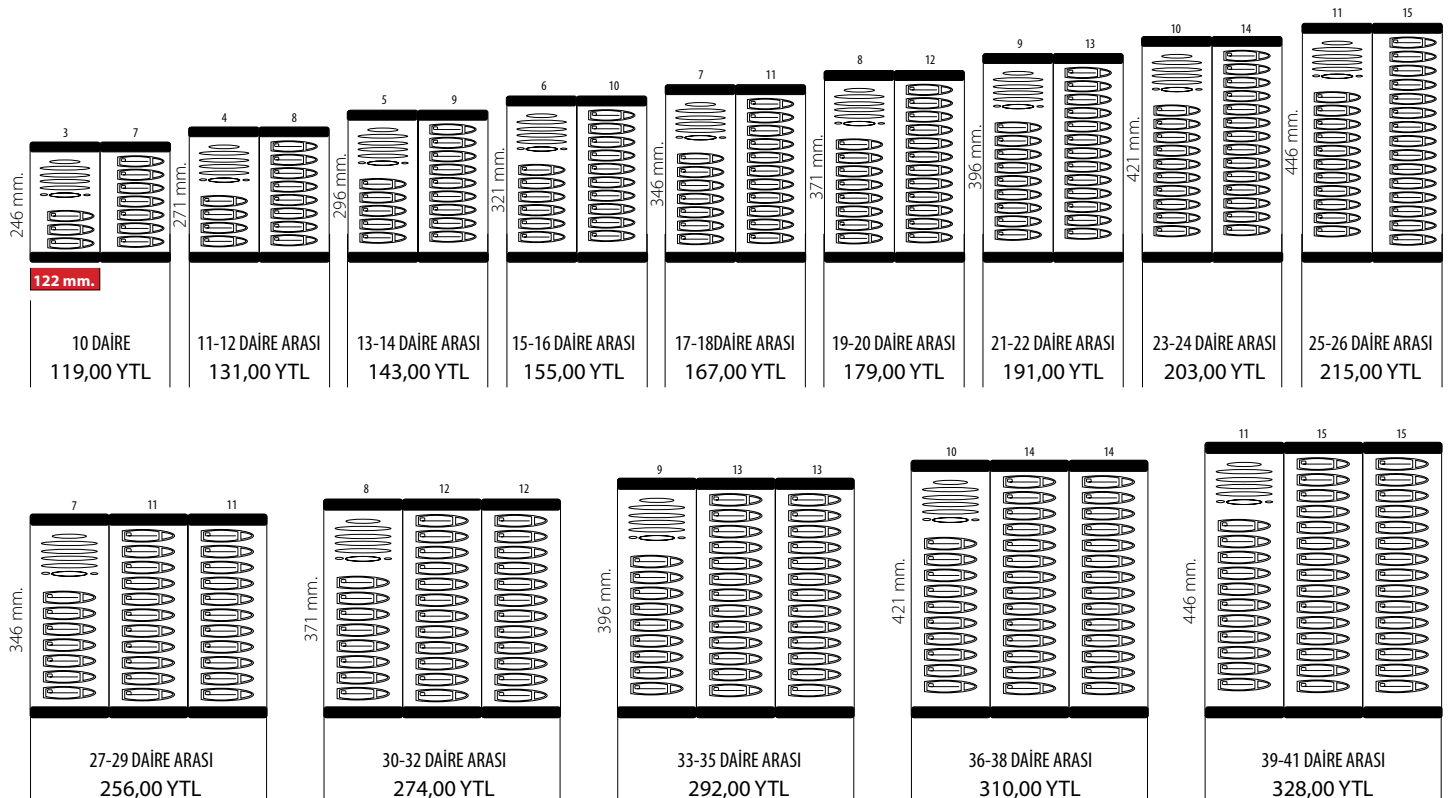 3 7
4 8
5 9
6 10
7 11
8 12
9 13
10 14
11 15
246 mm.
271 mm.
296 mm.
321 mm.
346 mm.
371 mm.
396 mm.
421 mm.
446 mm.
122 mm.
10 DAİRE
119,00 YTL
11-12 DAİRE ARASI
131,00 YTL
13-14 DAİRE ARASI
143,00 YTL
15-16 DAİRE ARASI
155,00 YTL
17-18DAİRE ARASI
167,00 YTL
19-20 DAİRE ARASI
179,00 YTL
21-22 DAİRE ARASI
191,00 YTL
23-24 DAİRE ARASI
203,00 YTL
25-26 DAİRE ARASI
215,00 YTL
7 11 11
8 12 12
9 13 13
10 14 14
11 15 15
346 mm.
371 mm.
396 mm.
421 mm.
446 mm.
27-29 DAİRE ARASI
256,00 YTL
30-32 DAİRE ARASI
274,00 YTL
33-35 DAİRE ARASI
292,00 YTL
36-38 DAİRE ARASI
310,00 YTL
39-41 DAİRE ARASI
328,00 YTL